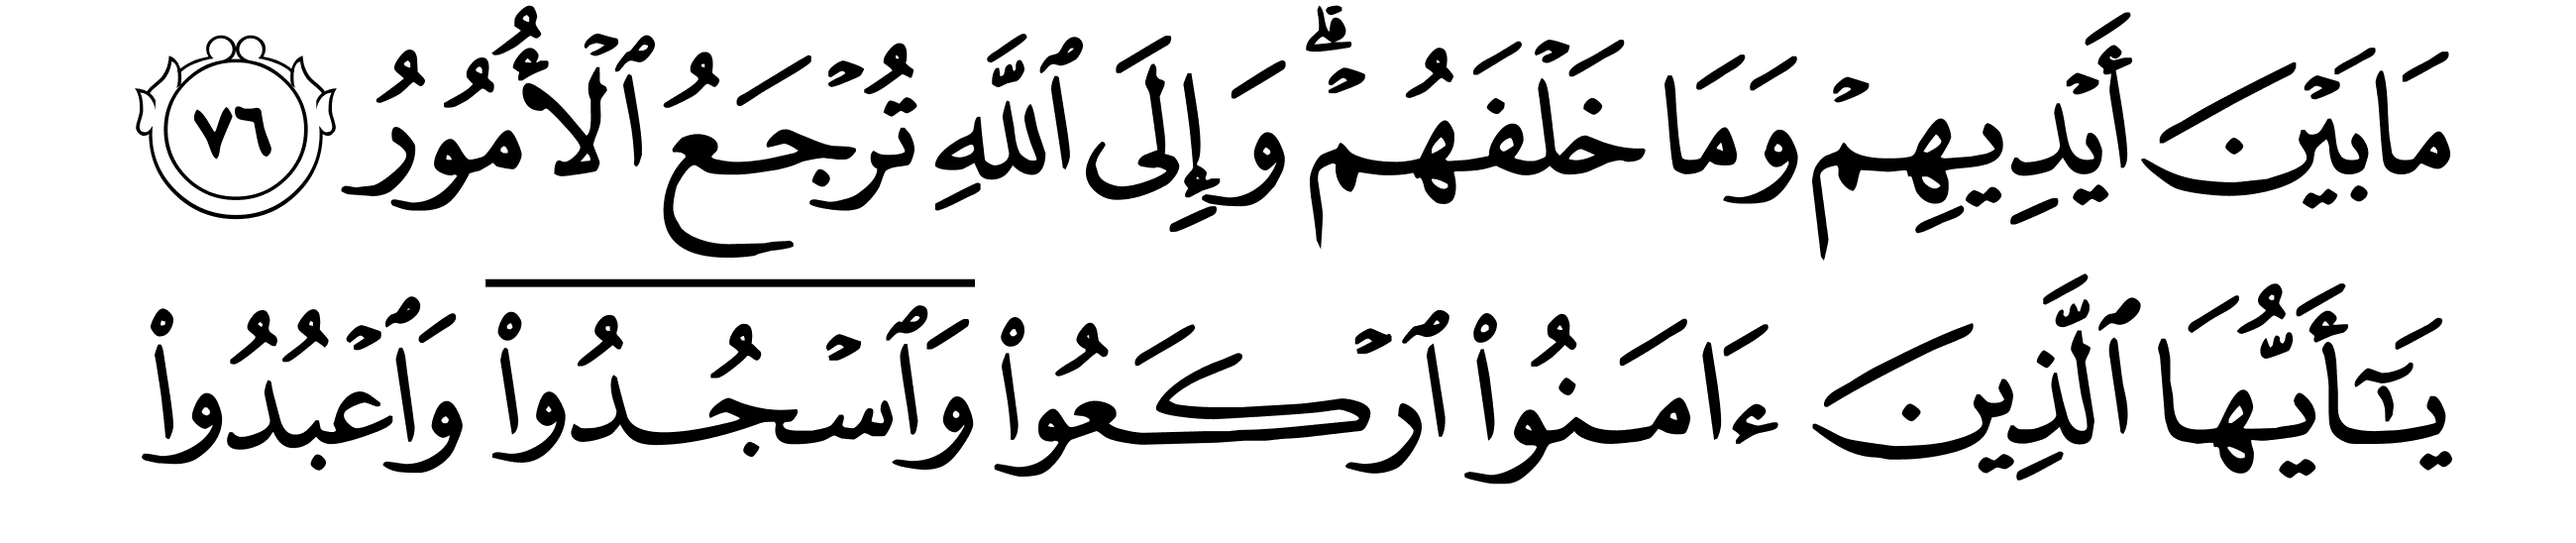 مَا بَيْنَ أَيْدِيهِمْ وَمَا خَلْفَهُمْۗ وَإِلَى ٱللَّهِ تُرْجَعُ ٱلْأُمُورُ ٧٦
يَٰٓأَيُّهَا ٱلَّذِينَ ءَامَنُوا۟ ٱرْكَعُوا۟ وَٱسْجُدُوا۟ وَٱعْبُدُوا۟